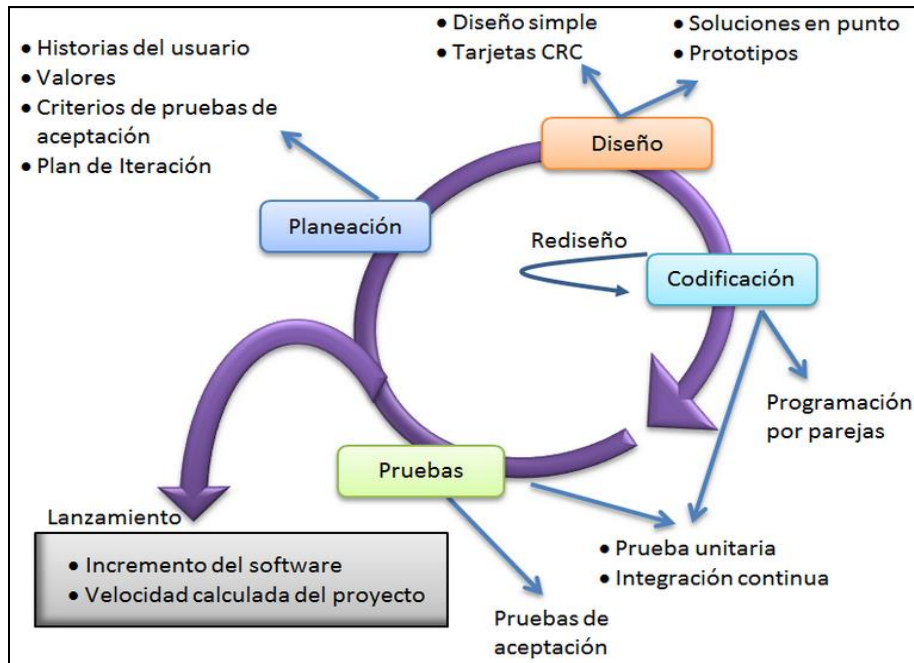 • Historias del usuario
• Valores
• Criterios de pruebas de
aceptación
• Plan de Iteración
• Diseño simple
• Tarjetas CRC
• Soluciones en punto
• Prototipos
Diseño
Planeación
Rediseño
Codificación
Programación
por parejas
Pruebas
Lanzamiento
• Incremento del software
• Velocidad calculada del proyecto
• Prueba unitaria
• Integración continua
Pruebas de
aceptación